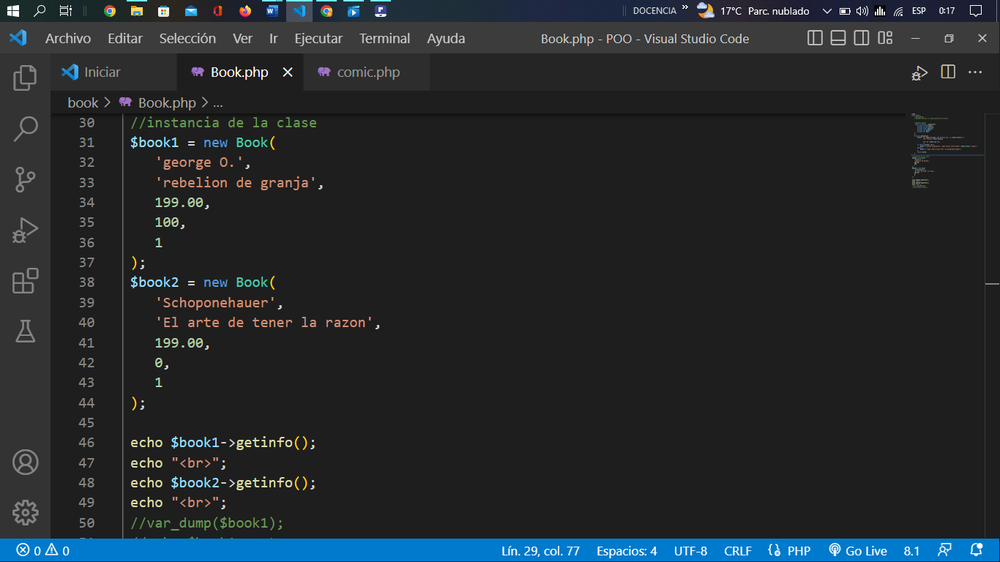 DOCENCIA » 17°C Parc. nublado ESP 0:17
Archivo Editar Selección Ver Ir Ejecutar Terminal Ayuda Book.php - POO - Visual Studio Code
Iniciar Book.php comic.php
book > Book.php > ...
30 //instancia de la clase
31 $book1 = new Book(
32 'george O.',
33 'rebelion de granja',
34 199.00,
35 100,
36 1
37 );
38 $book2 = new Book(
39 'Schoponehauer',
40 'El arte de tener la razon',
41 199.00,
42 0,
43 1
44 );
45
46 echo $book1->getinfo();
47 echo "<br>";
48 echo $book2->getinfo();
49 echo "<br>";
50 //var_dump($book1);
0 0 Lín. 29, col. 77 Espacios: 4 UTF-8 CRLF PHP Go Live 8.1